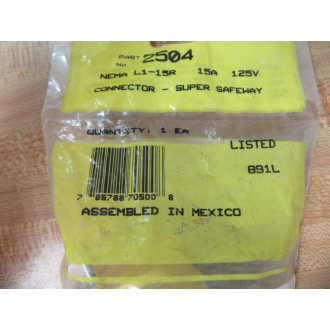 PART 2504
No
NEMA L1-15R 15A 125V
CONNECTOR - SUPER SAFEWAY
QUANTITY: 1 EA
LISTED
891L
7 85788 70500 8
ASSEMBLED IN MEXICO